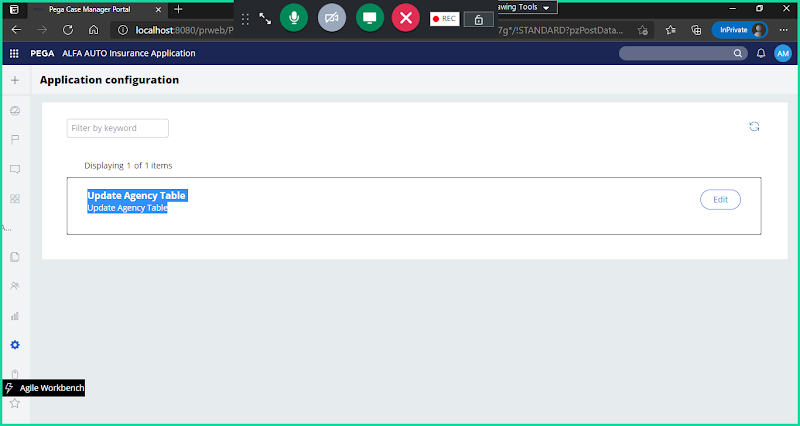 Pega Case Manager Portal
awing Tools
REC
localhost:8080/prweb/P
7g*/!STANDARD?pzPostData...
InPrivate
PEGA ALFA AUTO Insurance Application
AM
Application configuration
Filter by keyword
Displaying 1 of 1 items
Update Agency Table
Update Agency Table
Edit
A...
Agile Workbench